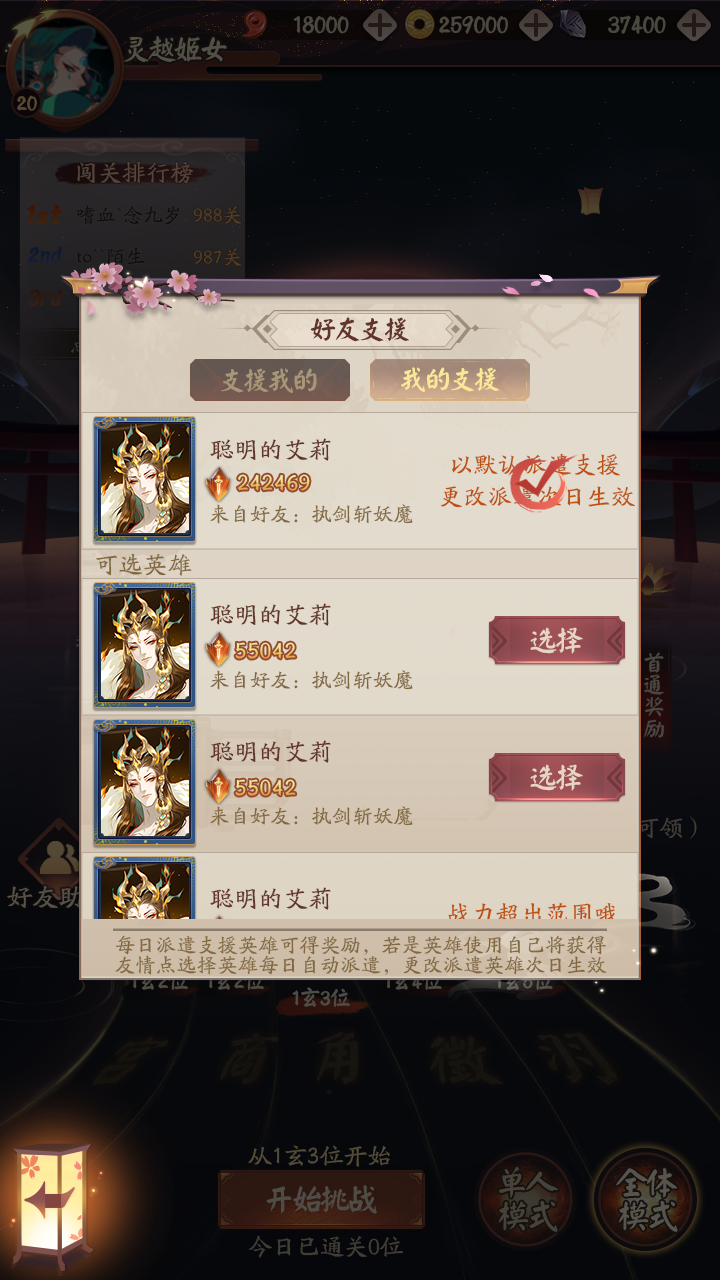 18000
259000
37400
灵越姬女
20
闯关排行榜
1st 嗜血`念九岁 988关
2nd to``陌生 987关
3rd
好友支援
支援我的
我的支援
聪明的艾莉
242469
来自好友：执剑斩妖魔
以默认派遣支援
更改派遣次日生效
可选英雄
聪明的艾莉
55042
来自好友：执剑斩妖魔
选择
首通奖励
聪明的艾莉
55042
来自好友：执剑斩妖魔
选择
可领）
好友助
聪明的艾莉
战力超出范围哦
每日派遣支援英雄可得奖励，若是英雄使用自己将获得
友情点选择英雄每日自动派遣，更改派遣英雄次日生效
1玄2位
1玄2位
1玄3位
1玄4位
宫 商 角 徵 羽
从1玄3位开始
开始挑战
今日已通关0位
单人模式
全体模式